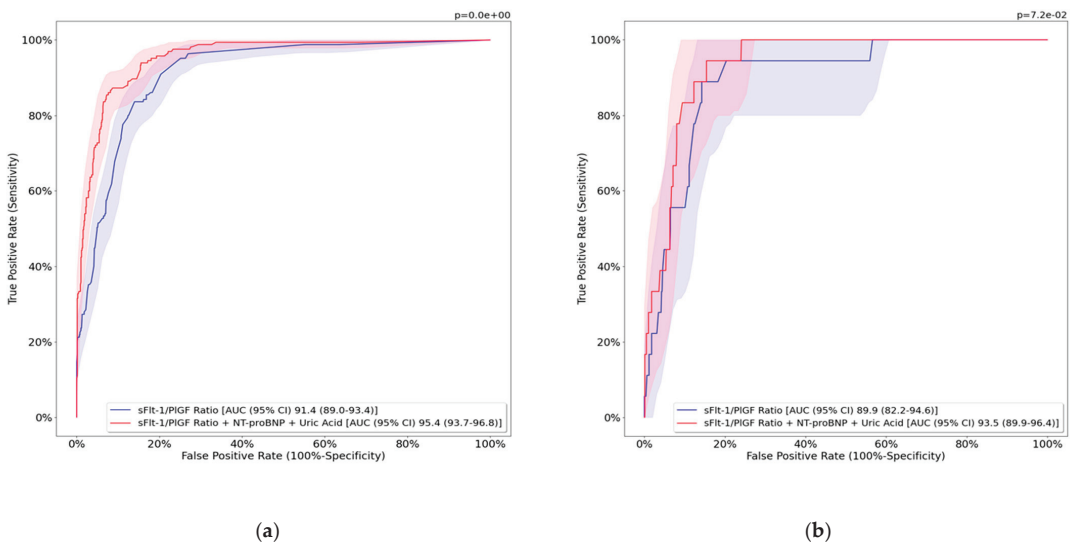 p=0.0e+00
100%
80%
60%
40%
20%
0%
True Positive Rate (Sensitivity)
sFlt-1/PlGF Ratio [AUC (95% CI) 91.4 (89.0-93.4)]
sFlt-1/PlGF Ratio + NT-proBNP + Uric Acid [AUC (95% CI) 95.4 (93.7-96.8)]
0% 20% 40% 60% 80% 100%
False Positive Rate (100%-Specificity)
(a)
p=7.2e-02
100%
80%
60%
40%
20%
0%
True Positive Rate (Sensitivity)
sFlt-1/PlGF Ratio [AUC (95% CI) 89.9 (82.2-94.6)]
sFlt-1/PlGF Ratio + NT-proBNP + Uric Acid [AUC (95% CI) 93.5 (89.9-96.4)]
0% 20% 40% 60% 80% 100%
False Positive Rate (100%-Specificity)
(b)